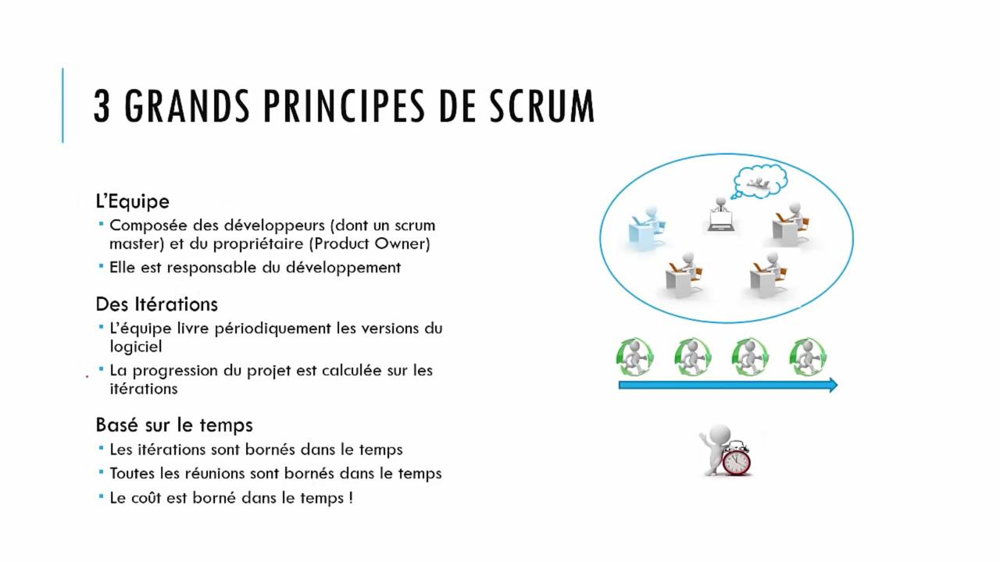 3 GRANDS PRINCIPES DE SCRUM
L'Equipe
Composée des développeurs (dont un scrum
master) et du propriétaire (Product Owner)
Elle est responsable du développement
Des Itérations
L'équipe livre périodiquement les versions du
logiciel
La progression du projet est calculée sur les
itérations
Basé sur le temps
Les itérations sont bornés dans le temps
Toutes les réunions sont bornés dans le temps
Le coût est borné dans le temps !